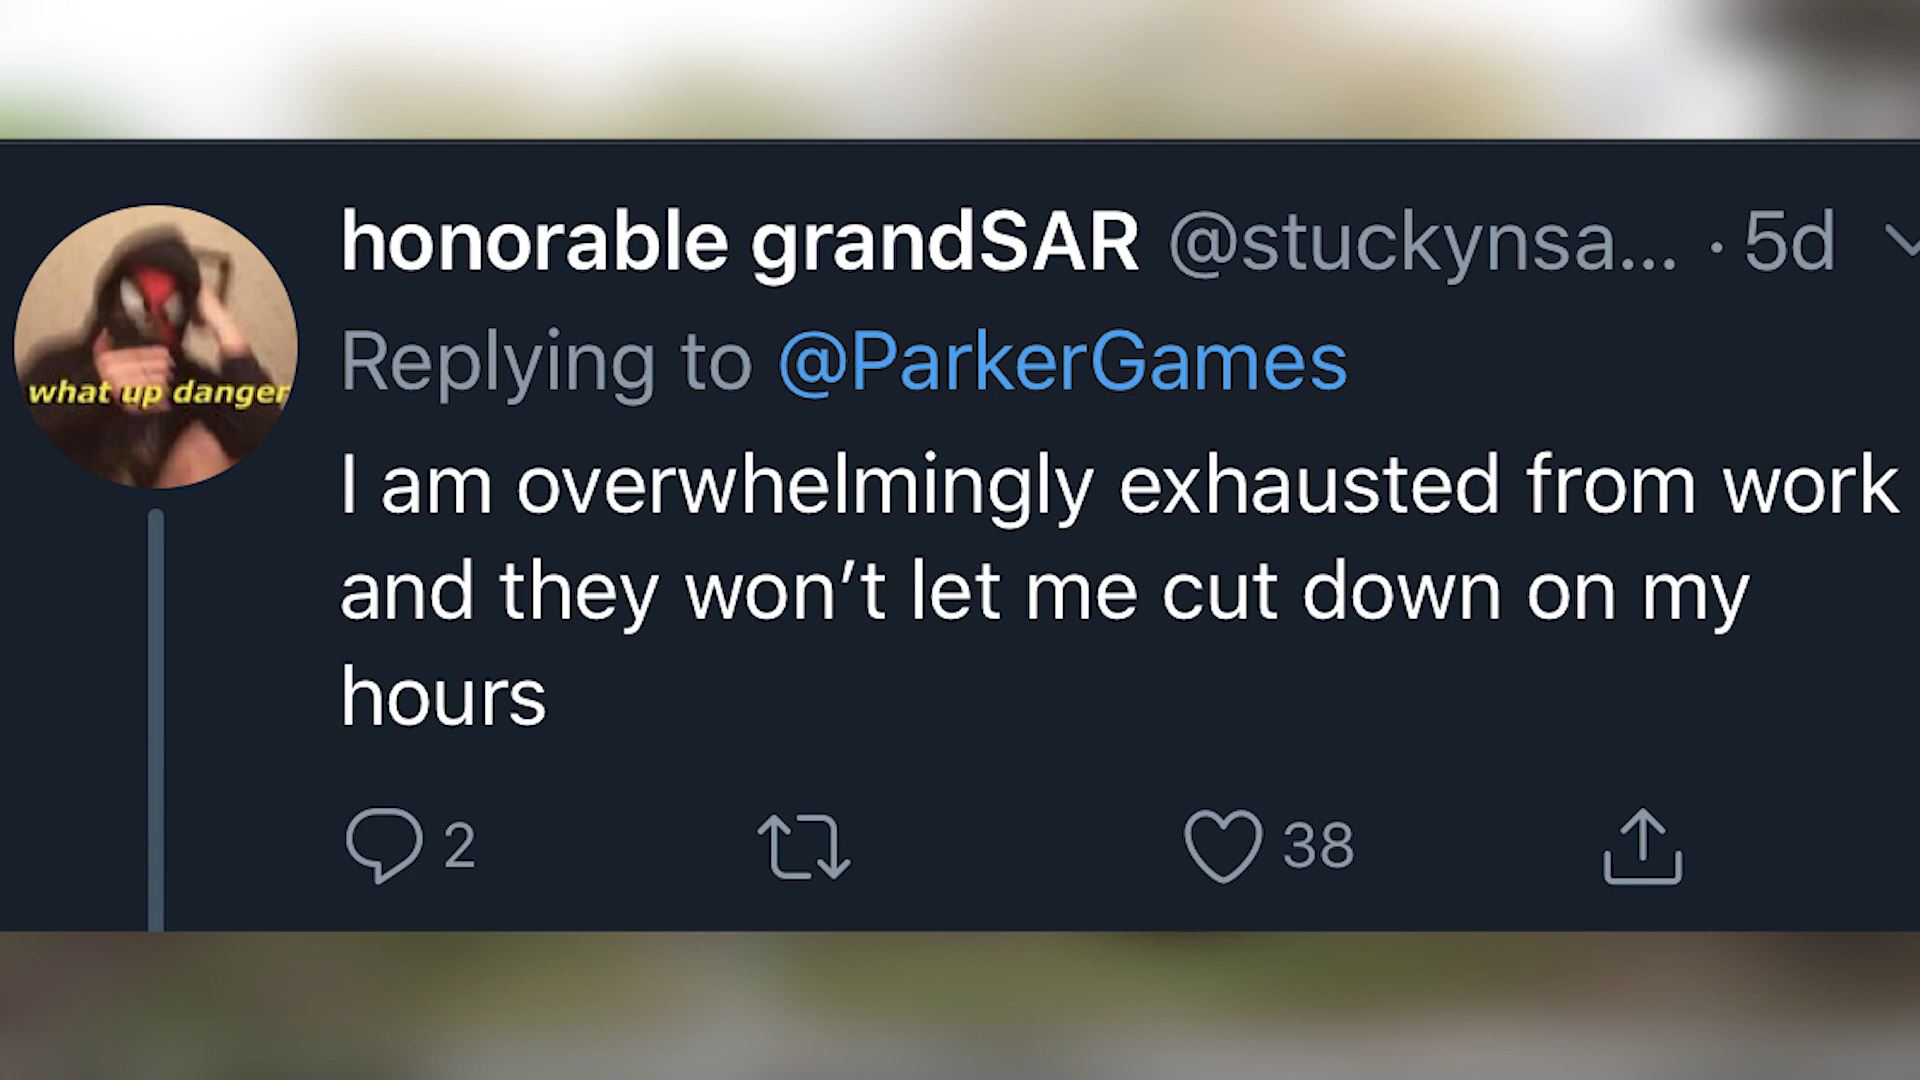 honorable grandSAR @stuckynsa... · 5d
Replying to @ParkerGames
what up danger
I am overwhelmingly exhausted from work
and they won’t let me cut down on my
hours
2 38